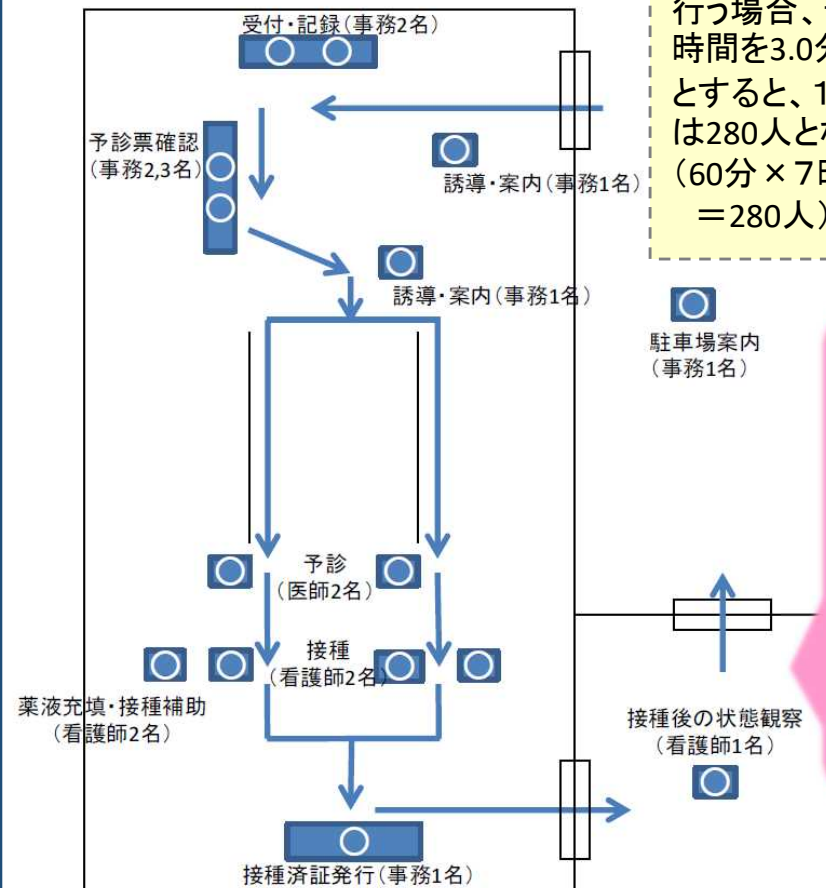 受付・記録(事務2名)
行う場合、
時間を3.0分
とすると、1
は280人と
(60分×7
=280人)
予診票確認
(事務2,3名)
誘導・案内(事務1名)
誘導・案内(事務1名)
駐車場案内
(事務1名)
予診
(医師2名)
接種
(看護師2名)
薬液充填・接種補助
(看護師2名)
接種後の状態観察
(看護師1名)
接種済証発行(事務1名)